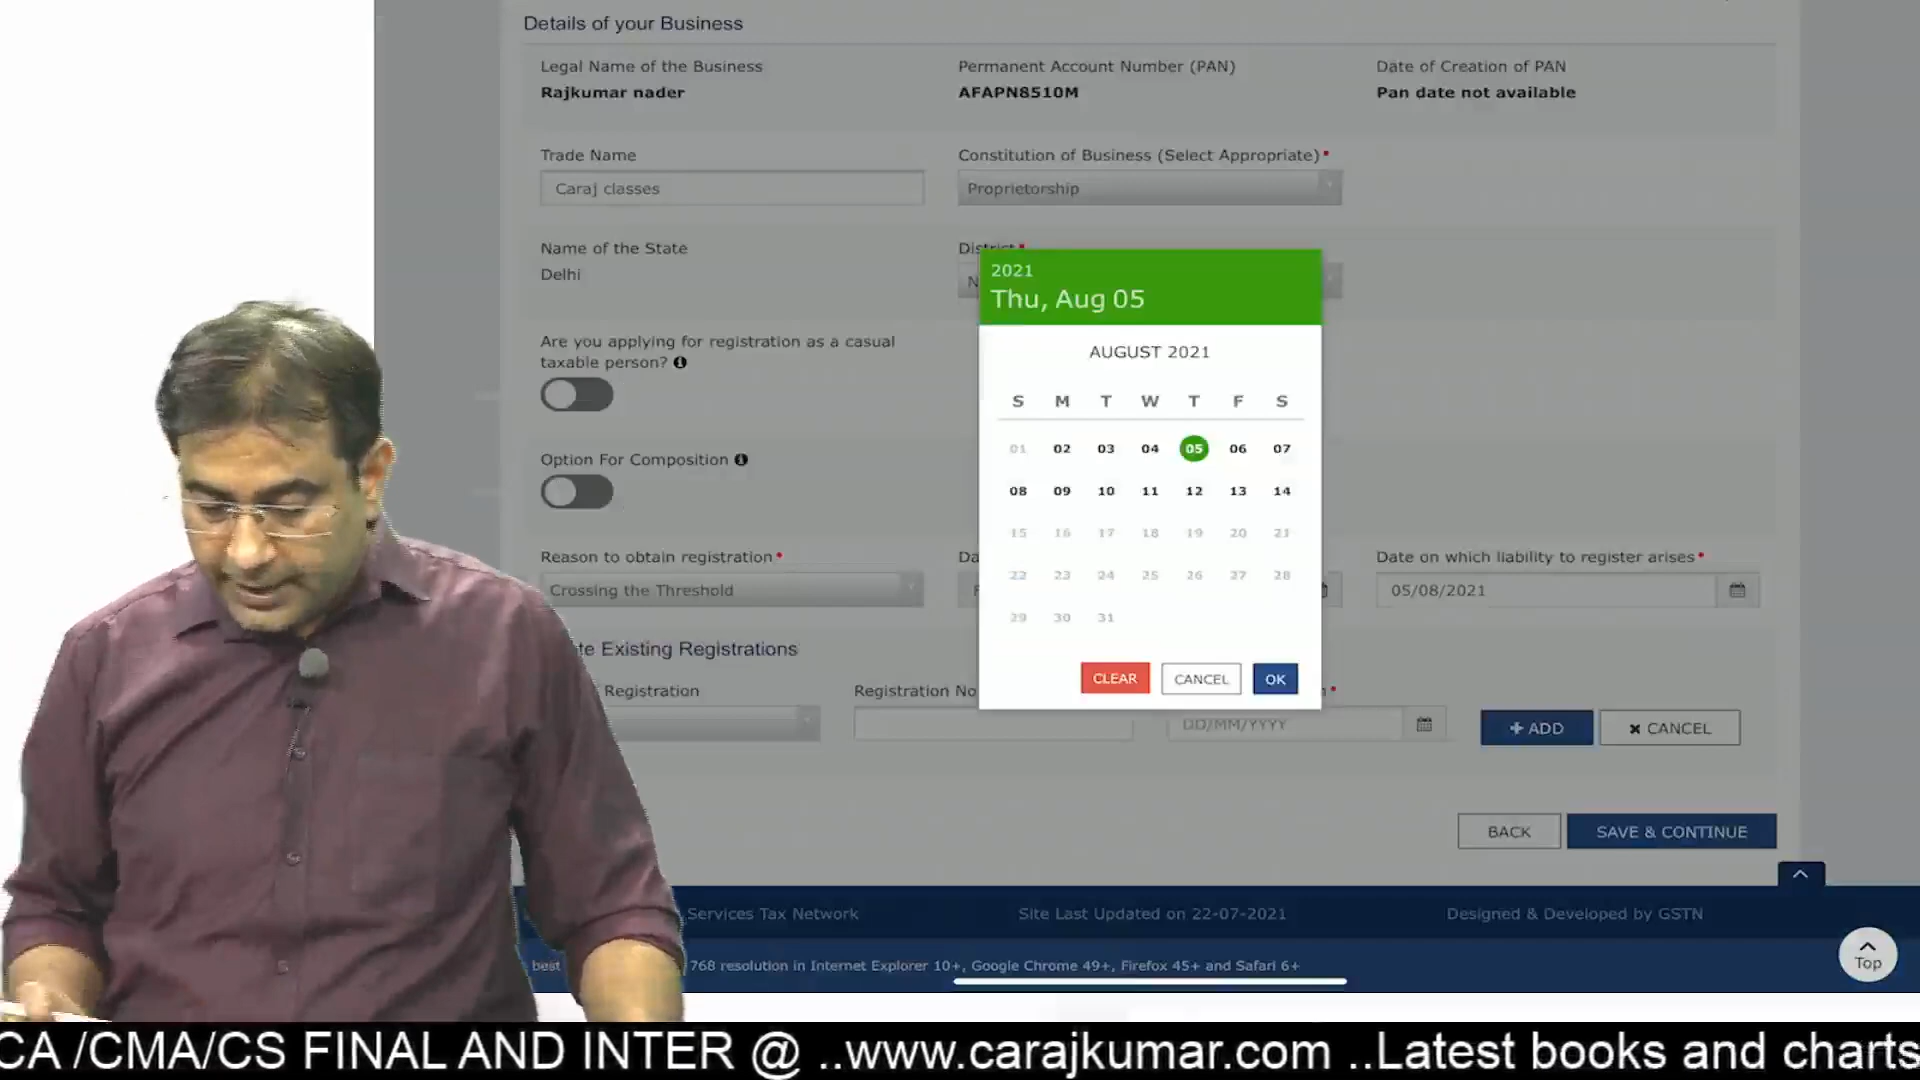 Details of your Business
Legal Name of the Business
Permanent Account Number (PAN)
Date of Creation of PAN
Rajkumar nader
AFAPN8510M
Pan date not available
Trade Name
Constitution of Business (Select Appropriate)•
Caraj classes
Proprietorship
Name of the State
District•
Delhi
N
2021
Thu, Aug 05
Are you applying for registration as a casual
taxable person?
AUGUST 2021
S M T W T F S
01 02 03 04 05 06 07
08 09 10 11 12 13 14
15 16 17 18 19 20 21
22 23 24 25 26 27 28
29 30 31
CLEAR CANCEL OK
Option For Composition
Reason to obtain registration•
Da
Date on which liability to register arises•
Crossing the Threshold
05/08/2021
te Existing Registrations
Registration
Registration No
DD/MM/YYYY
+ ADD
× CANCEL
BACK
SAVE & CONTINUE
Services Tax Network
Site Last Updated on 22-07-2021
Designed & Developed by GSTN
best
768 resolution in Internet Explorer 10+, Google Chrome 49+, Firefox 45+ and Safari 6+
Top
CA /CMA/CS FINAL AND INTER @ ..www.carajkumar.com ..Latest books and charts